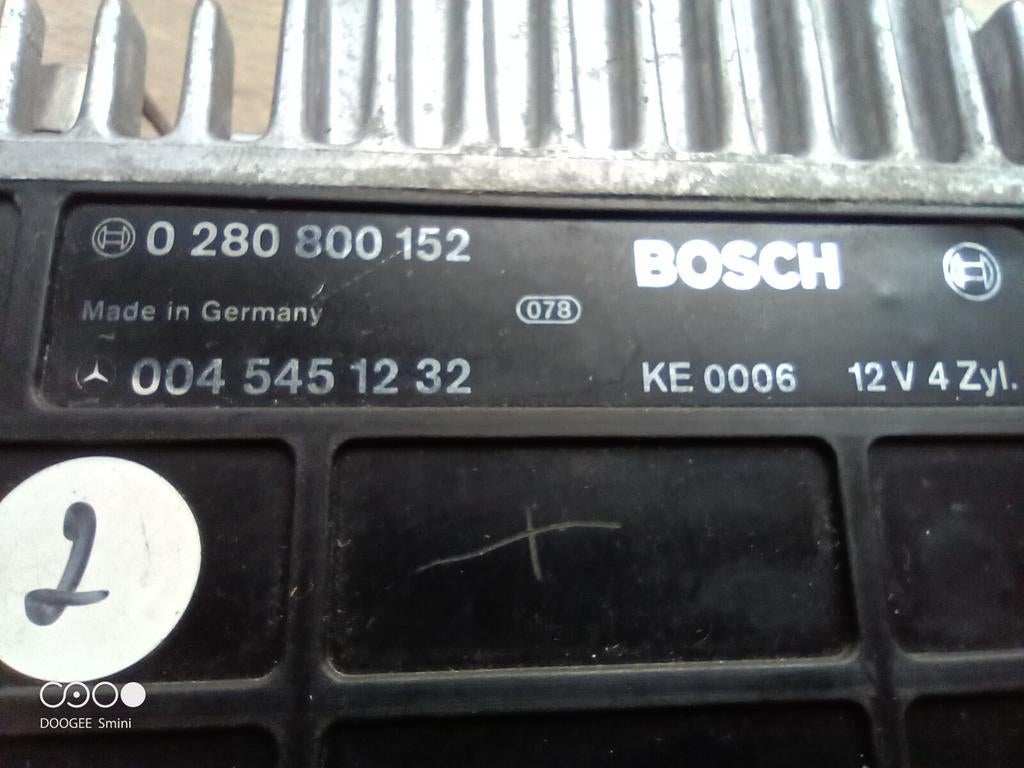 0 280 800 152
BOSCH
Made in Germany
078
004 545 12 32
KE 0006 12 V 4 Zyl.
2
DOOGEE Smini